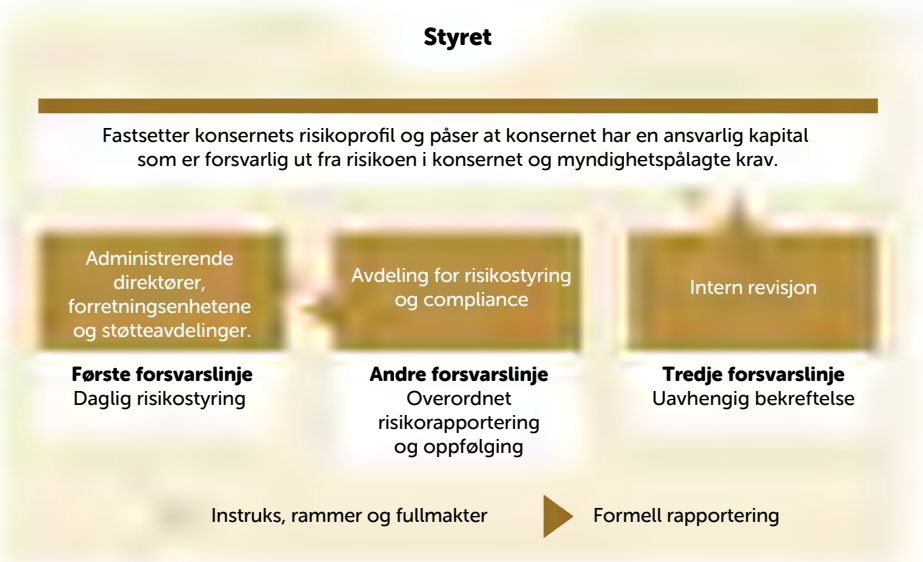 Styret
Fastsetter konsernets risikoprofil og påser at konsernet har en ansvarlig kapital
som er forsvarlig ut fra risikoen i konsernet og myndighetspålagte krav.
Administrerende
direktører,
forretningsenhetene
og støtteavdelinger.
Første forsvarslinje
Daglig risikostyring
Avdeling for risikostyring
og compliance
Andre forsvarslinje
Overordnet
risikorapportering
og oppfølging
Intern revisjon
Tredje forsvarslinje
Uavhengig bekreftelse
Instruks, rammer og fullmakter
Formell rapportering